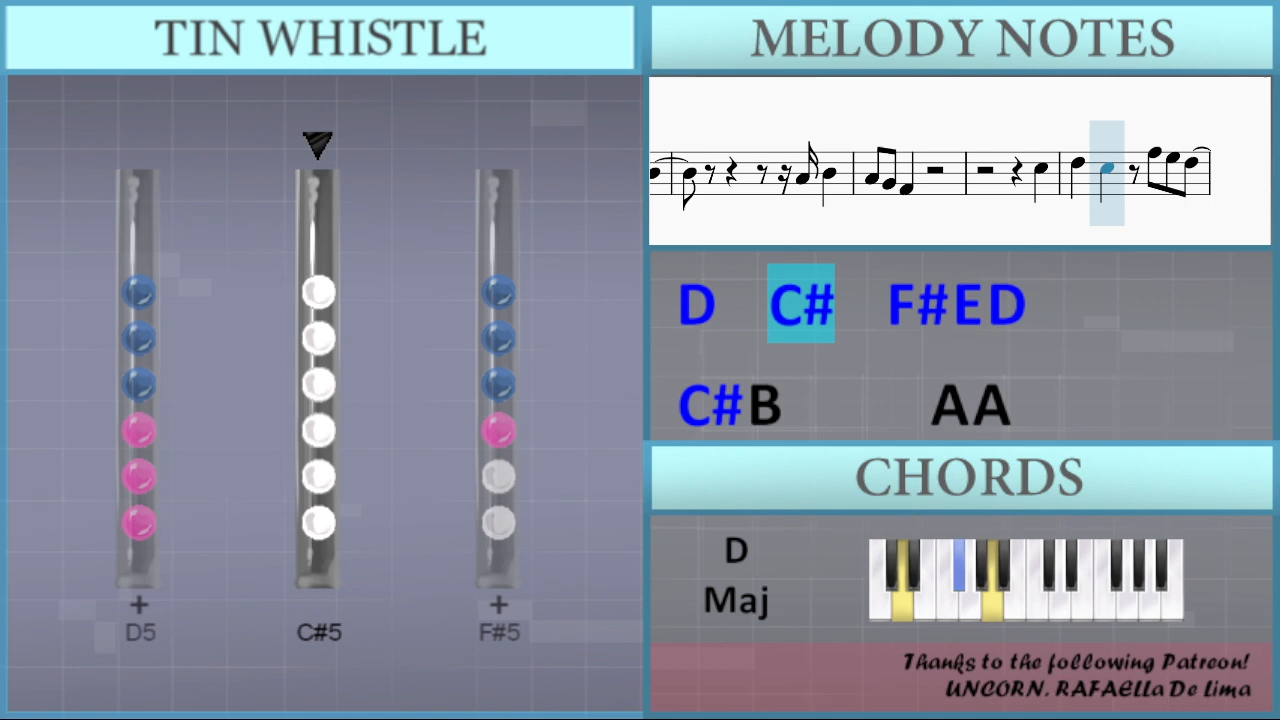 TIN WHISTLE
+
D5
C#5
+
F#5
MELODY NOTES
D C# F#ED
C#B AA
CHORDS
D
Maj
Thanks to the following Patreon!
UNCORN. RAFAElla De lima